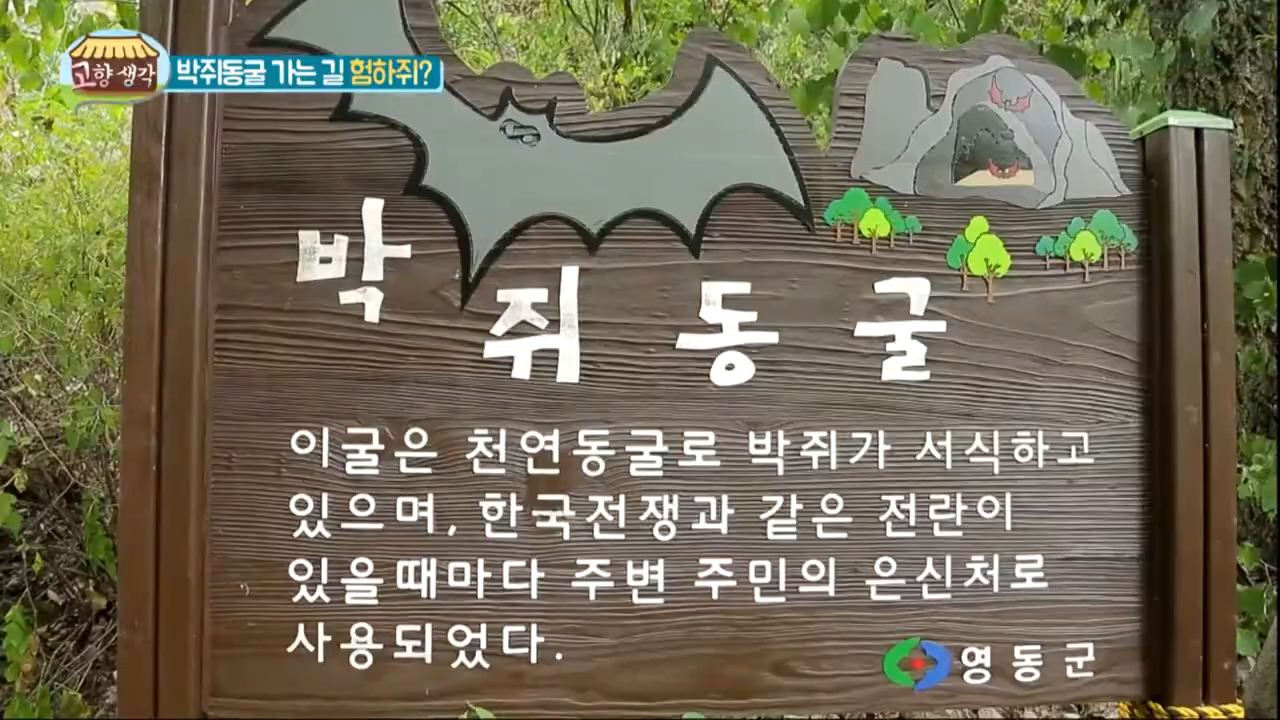 고향 생각
박쥐동굴 가는 길 험하쥐?
박쥐동굴
이굴은 천연동굴로 박쥐가 서식하고
있으며, 한국전쟁과 같은 전란이
있을때마다 주변 주민의 은신처로
사용되었다.
영동군